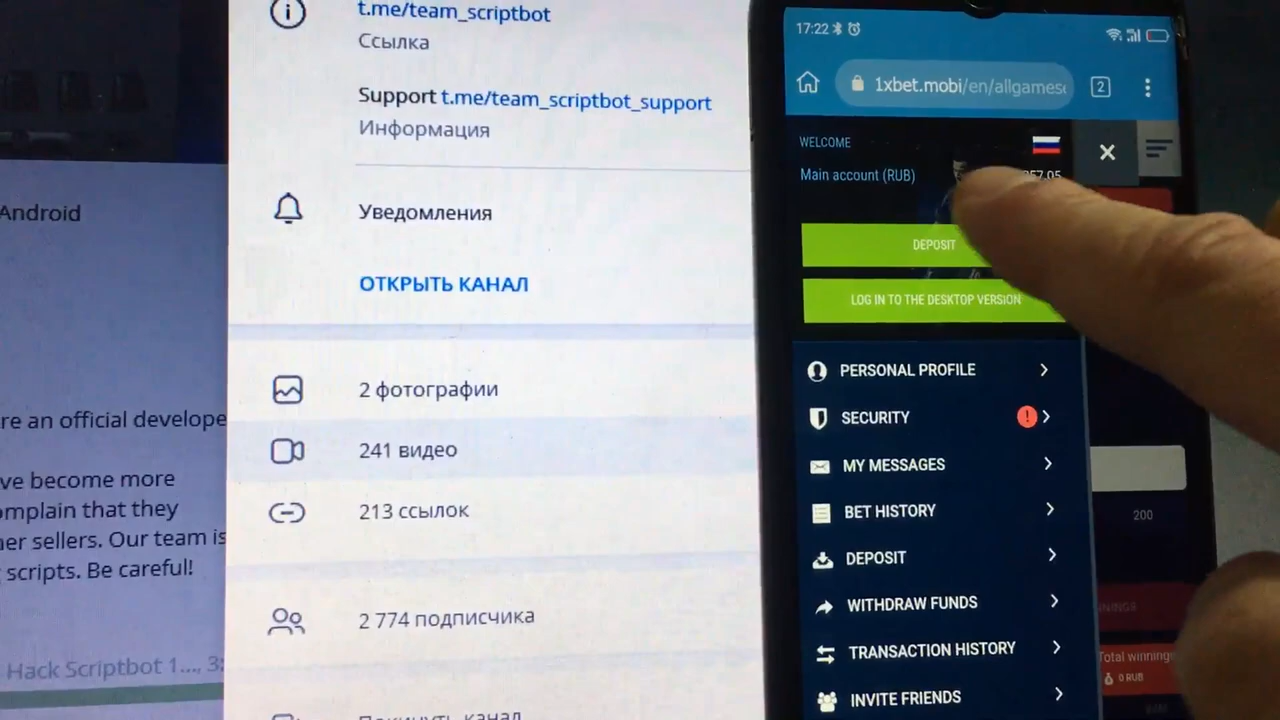 t.me/team_scriptbot
Ссылка
Support t.me/team_scriptbot_support
Информация
Уведомления
ОТКРЫТЬ КАНАЛ
2 фотографии
241 видео
213 ссылок
2 774 подписчика
Android
re an official develope
ve become more
omplain that they
her sellers. Our team is
scripts. Be careful!
Hack Scriptbot 1..., 3:
17:22
1xbet.mobi/en/allgames
2
WELCOME
Main account (RUB)
57.05
DEPOSIT
LOG IN TO THE DESKTOP VERSION
PERSONAL PROFILE
SECURITY
MY MESSAGES
BET HISTORY
DEPOSIT
WITHDRAW FUNDS
TRANSACTION HISTORY
INVITE FRIENDS
200
Total winning
0 RUB